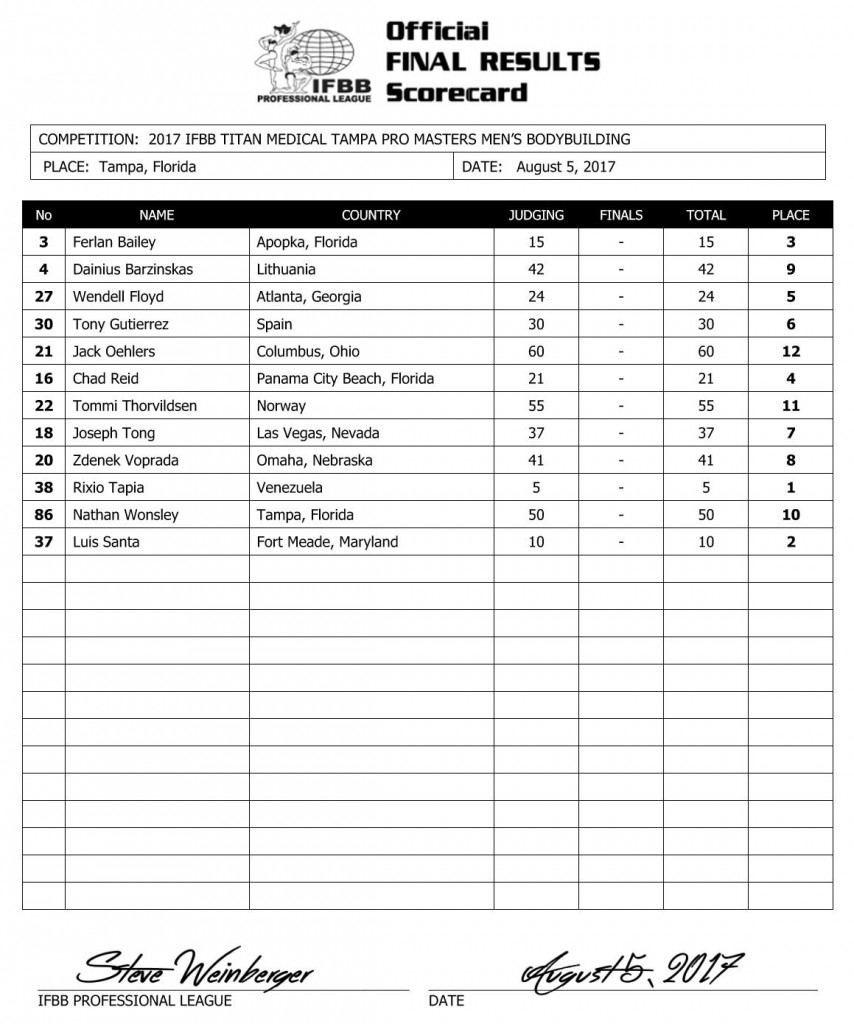 Official
FINAL RESULTS
Scorecard
IFBB
PROFESSIONAL LEAGUE
COMPETITION: 2017 IFBB TITAN MEDICAL TAMPA PRO MASTERS MEN’S BODYBUILDING
PLACE: Tampa, Florida DATE: August 5, 2017
No NAME COUNTRY JUDGING FINALS TOTAL PLACE
3 Ferlan Bailey Apopka, Florida 15 - 15 3
4 Dainius Barzinskas Lithuania 42 - 42 9
27 Wendell Floyd Atlanta, Georgia 24 - 24 5
30 Tony Gutierrez Spain 30 - 30 6
21 Jack Oehlers Columbus, Ohio 60 - 60 12
16 Chad Reid Panama City Beach, Florida 21 - 21 4
22 Tommi Thorvildsen Norway 55 - 55 11
18 Joseph Tong Las Vegas, Nevada 37 - 37 7
20 Zdenek Voprada Omaha, Nebraska 41 - 41 8
38 Rixio Tapia Venezuela 5 - 5 1
86 Nathan Wonsley Tampa, Florida 50 - 50 10
37 Luis Santa Fort Meade, Maryland 10 - 10 2
Steve Weinberger August 5, 2017
IFBB PROFESSIONAL LEAGUE DATE